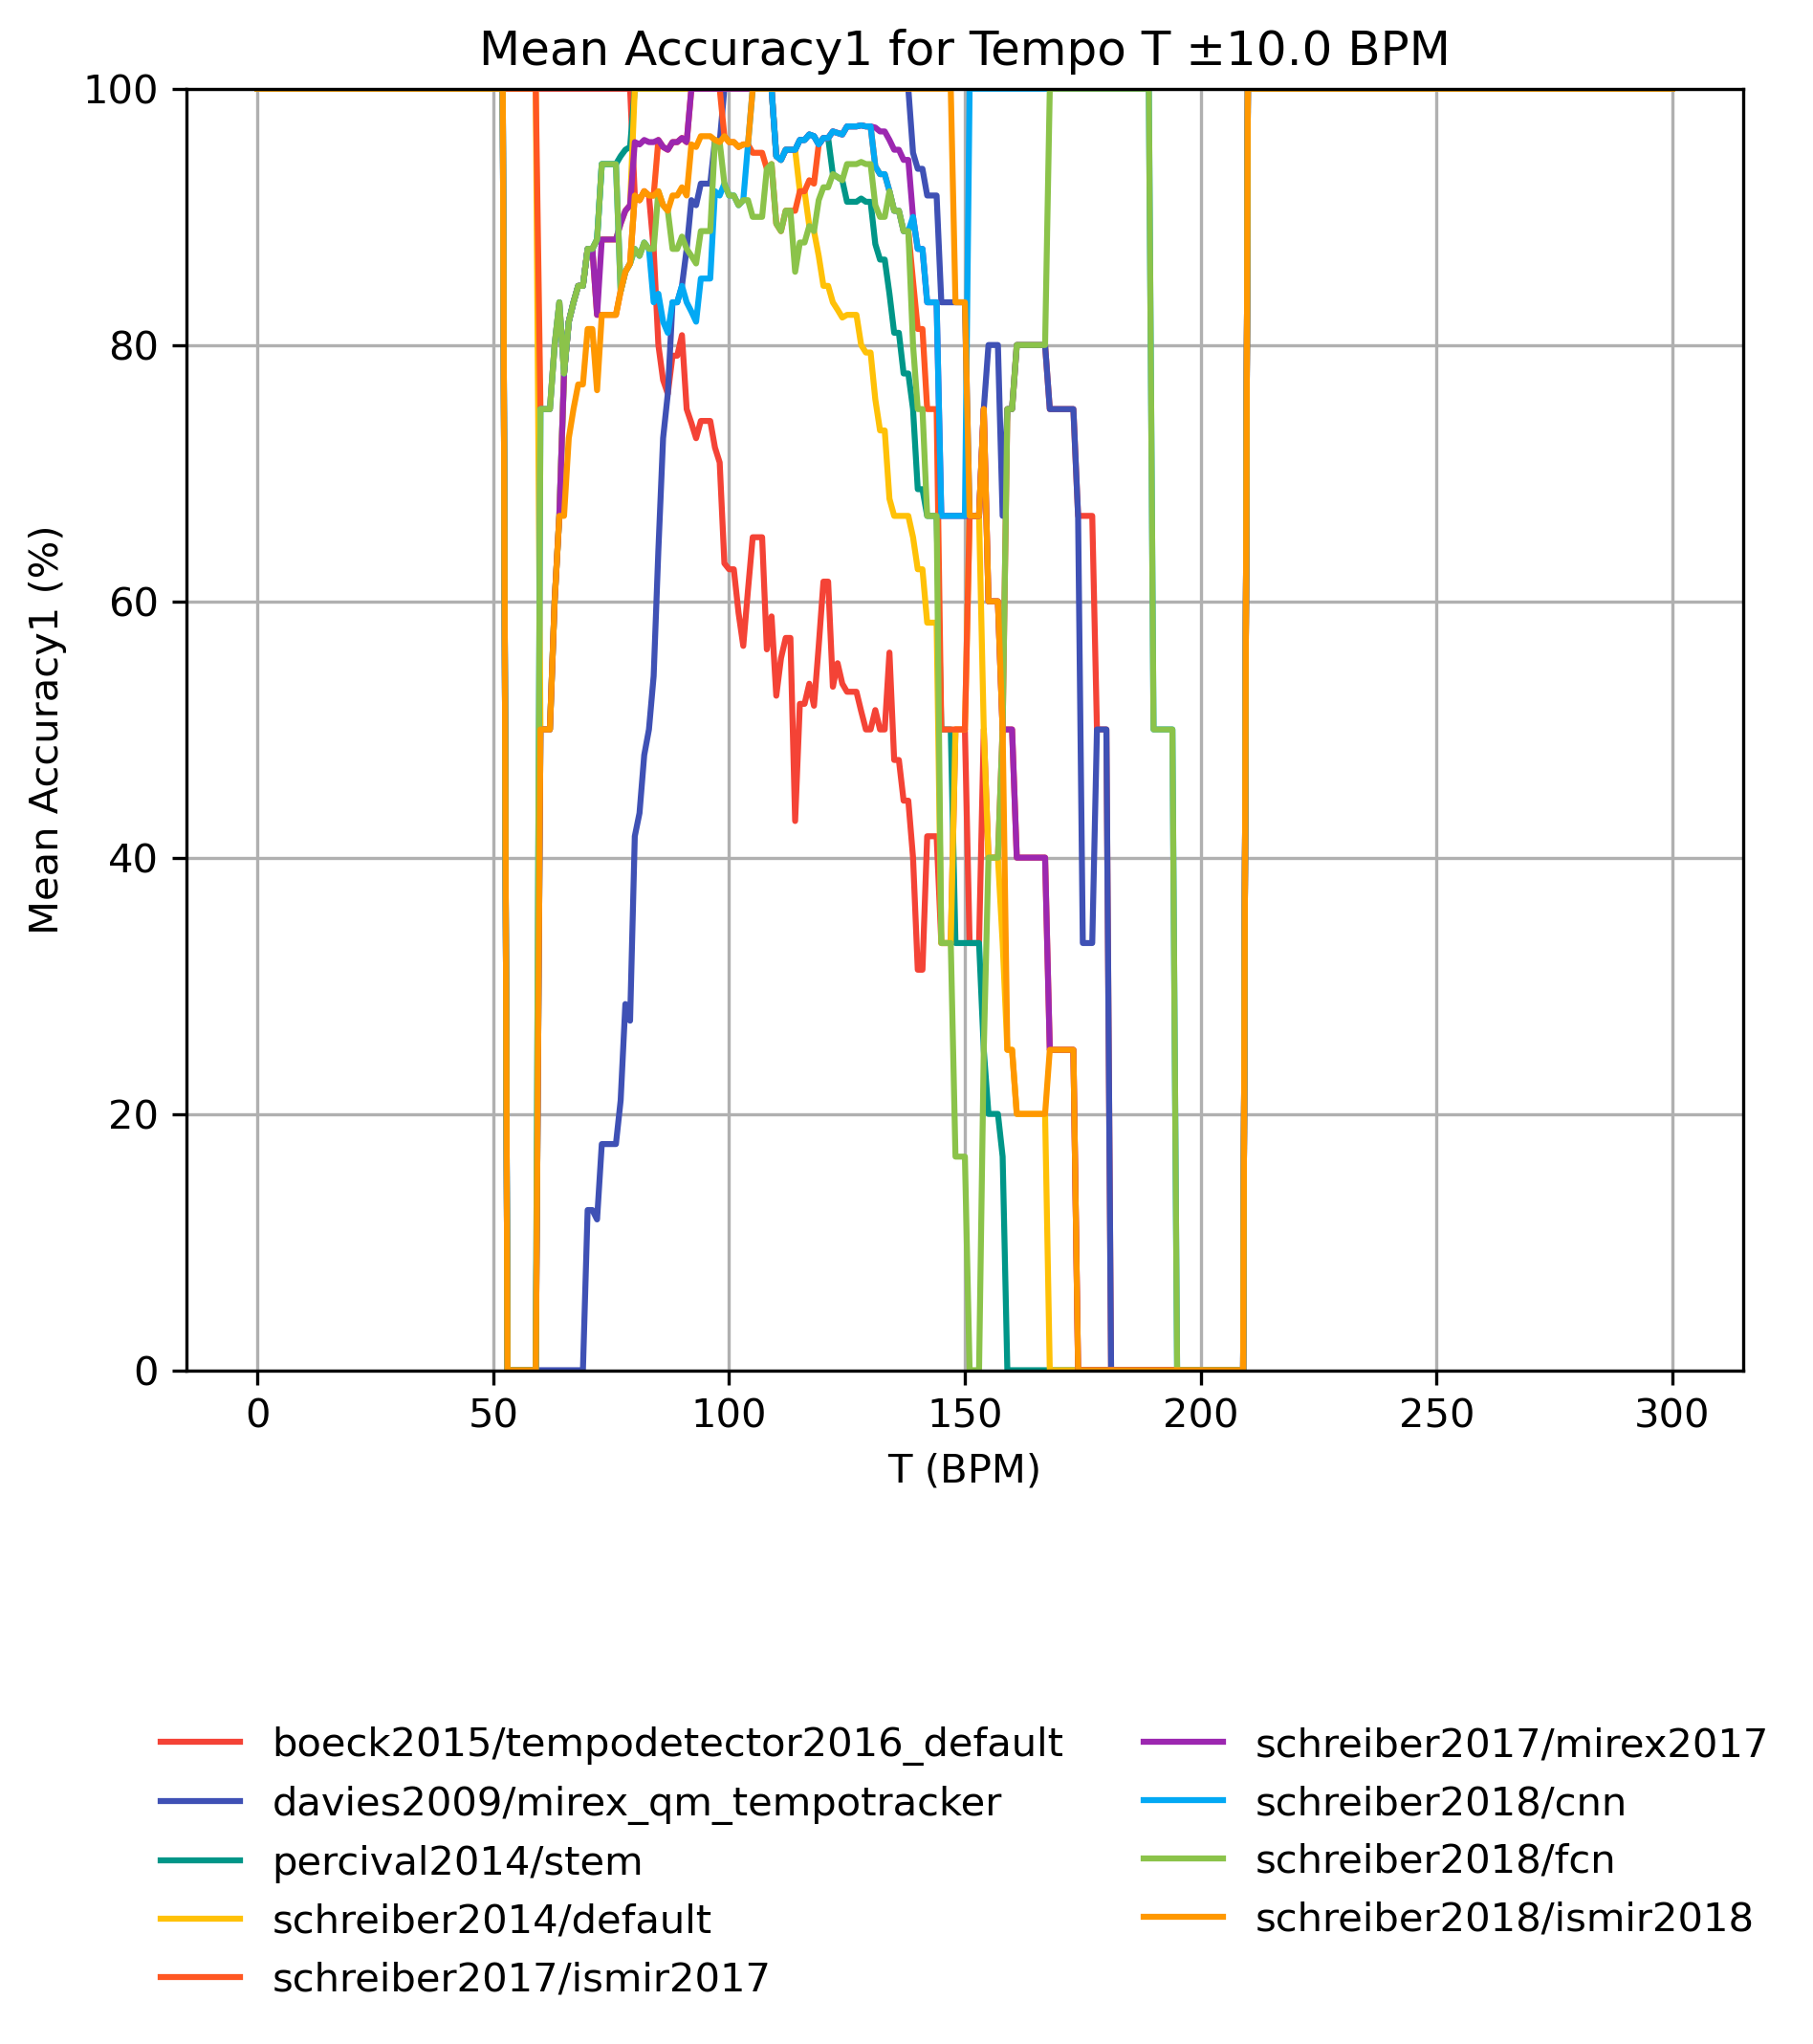 Mean Accuracy1 for Tempo T ±10.0 BPM
100
80
60
40
20
0
Mean Accuracy1 (%)
0 50 100 150 200 250 300
T (BPM)
boeck2015/tempodetector2016_default
davies2009/mirex_qm_tempotracker
percival2014/stem
schreiber2014/default
schreiber2017/ismir2017
schreiber2017/mirex2017
schreiber2018/cnn
schreiber2018/fcn
schreiber2018/ismir2018